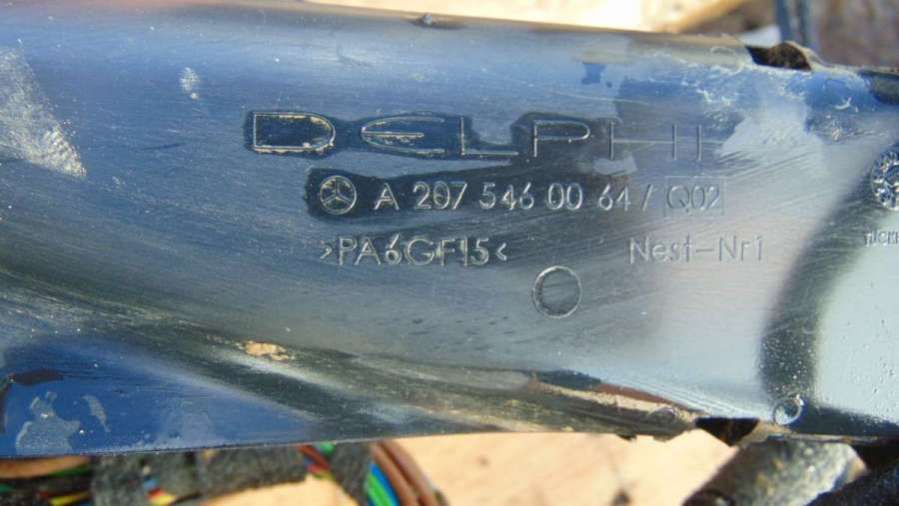 DELPHI
A 207 546 00 64/ Q02
>PA6GF15< Nest-Nr1